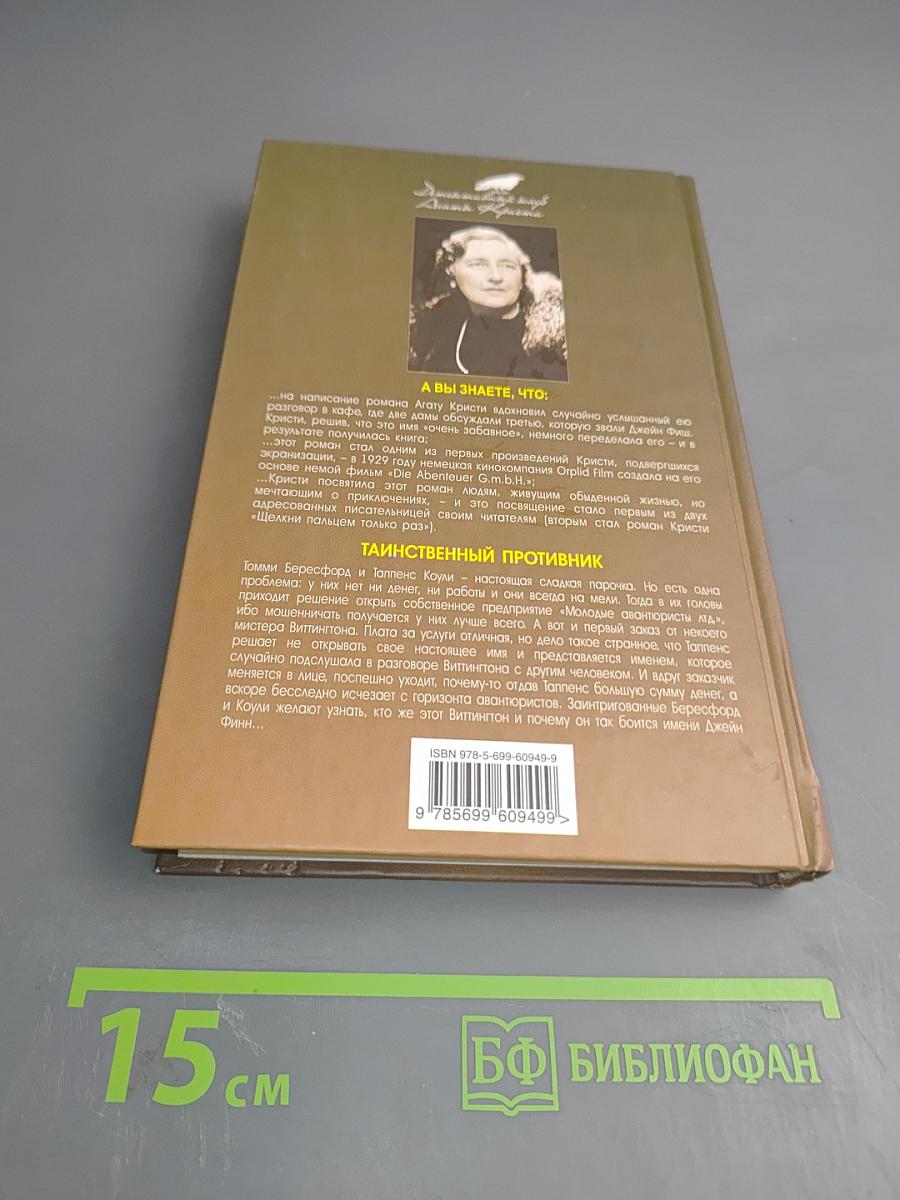 Детективный клуб
Агаты Кристи
А ВЫ ЗНАЕТЕ, ЧТО:
...на написание романа Агату Кристи вдохновил случайно услышанный ею
разговор в кафе, где две дамы обсуждали третью, которую звали Джейн Фиш.
Кристи, решив, что это имя «очень забавное», немного переделала его – и в
результате получилась книга;
...этот роман стал одним из первых произведений Кристи, подвергшихся
экранизации, – в 1929 году немецкая кинокомпания Orplid Film создала на его
основе немой фильм «Die Abenteuer G.m.b.H.»;
...Кристи посвятила этот роман людям, живущим обыденной жизнью, но
мечтающим о приключениях, – и это посвящение стало первым из двух
адресованных писательницей своим читателям (вторым стал роман Кристи
«Щелкни пальцем только раз»).
ТАИНСТВЕННЫЙ ПРОТИВНИК
Томми Бересфорд и Таппенс Коули – настоящая сладкая парочка. Но есть одна
проблема: у них нет ни денег, ни работы и они всегда на мели. Тогда в их головы
приходит решение открыть собственное предприятие «Молодые авантюристы лтд»,
ибо мошенничать получается у них лучше всего. А вот и первый заказ от некоего
мистера Виттингтона. Плата за услуги отличная, но дело такое странное, что Таппенс
решает не открывать свое настоящее имя и представляется именем, которое
случайно подслушала в разговоре Виттингтона с другим человеком. И вдруг заказчик
меняется в лице, поспешно уходит, почему-то отдав Таппенс большую сумму денег, а
вскоре бесследно исчезает с горизонта авантюристов. Заинтригованные Бересфорд
и Коули желают узнать, кто же этот Виттингтон и почему он так боится имени Джейн
Финн...
ISBN 978-5-699-60949-9
9 785699 609499 >
15 см
БФ БИБЛИОФАН